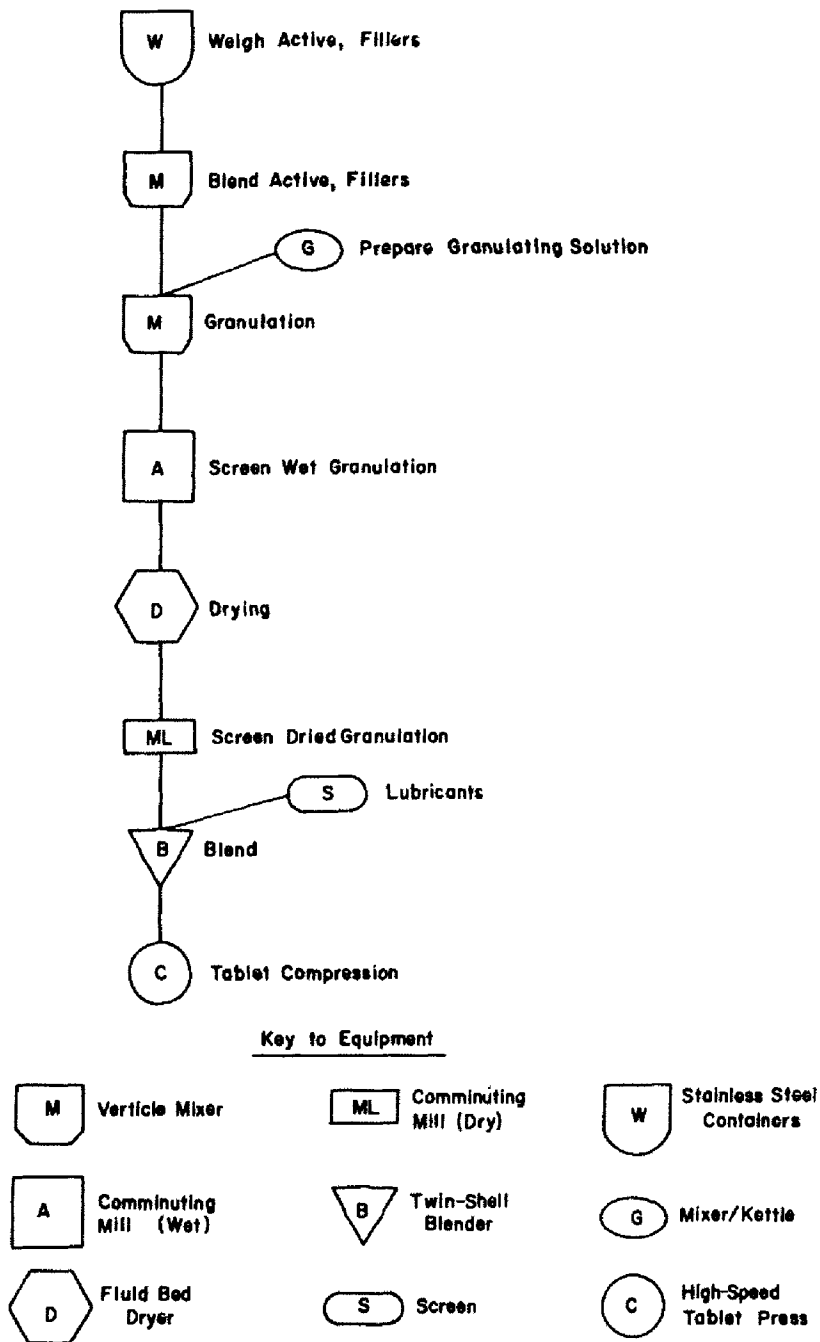 W Weigh Active, Fillers
M Blend Active, Fillers
G Prepare Granulating Solution
M Granulation
A Screen Wet Granulation
D Drying
ML Screen Dried Granulation
S Lubricants
B Blend
C Tablet Compression
Key to Equipment
M Verticle Mixer
ML Comminuting
Mill (Dry)
W Stainless Steel
Containers
A Comminuting
Mill (Wet)
B Twin-Shell
Blender
G Mixer/Kettle
D Fluid Bed
Dryer
S Screen
C High-Speed
Tablet Press